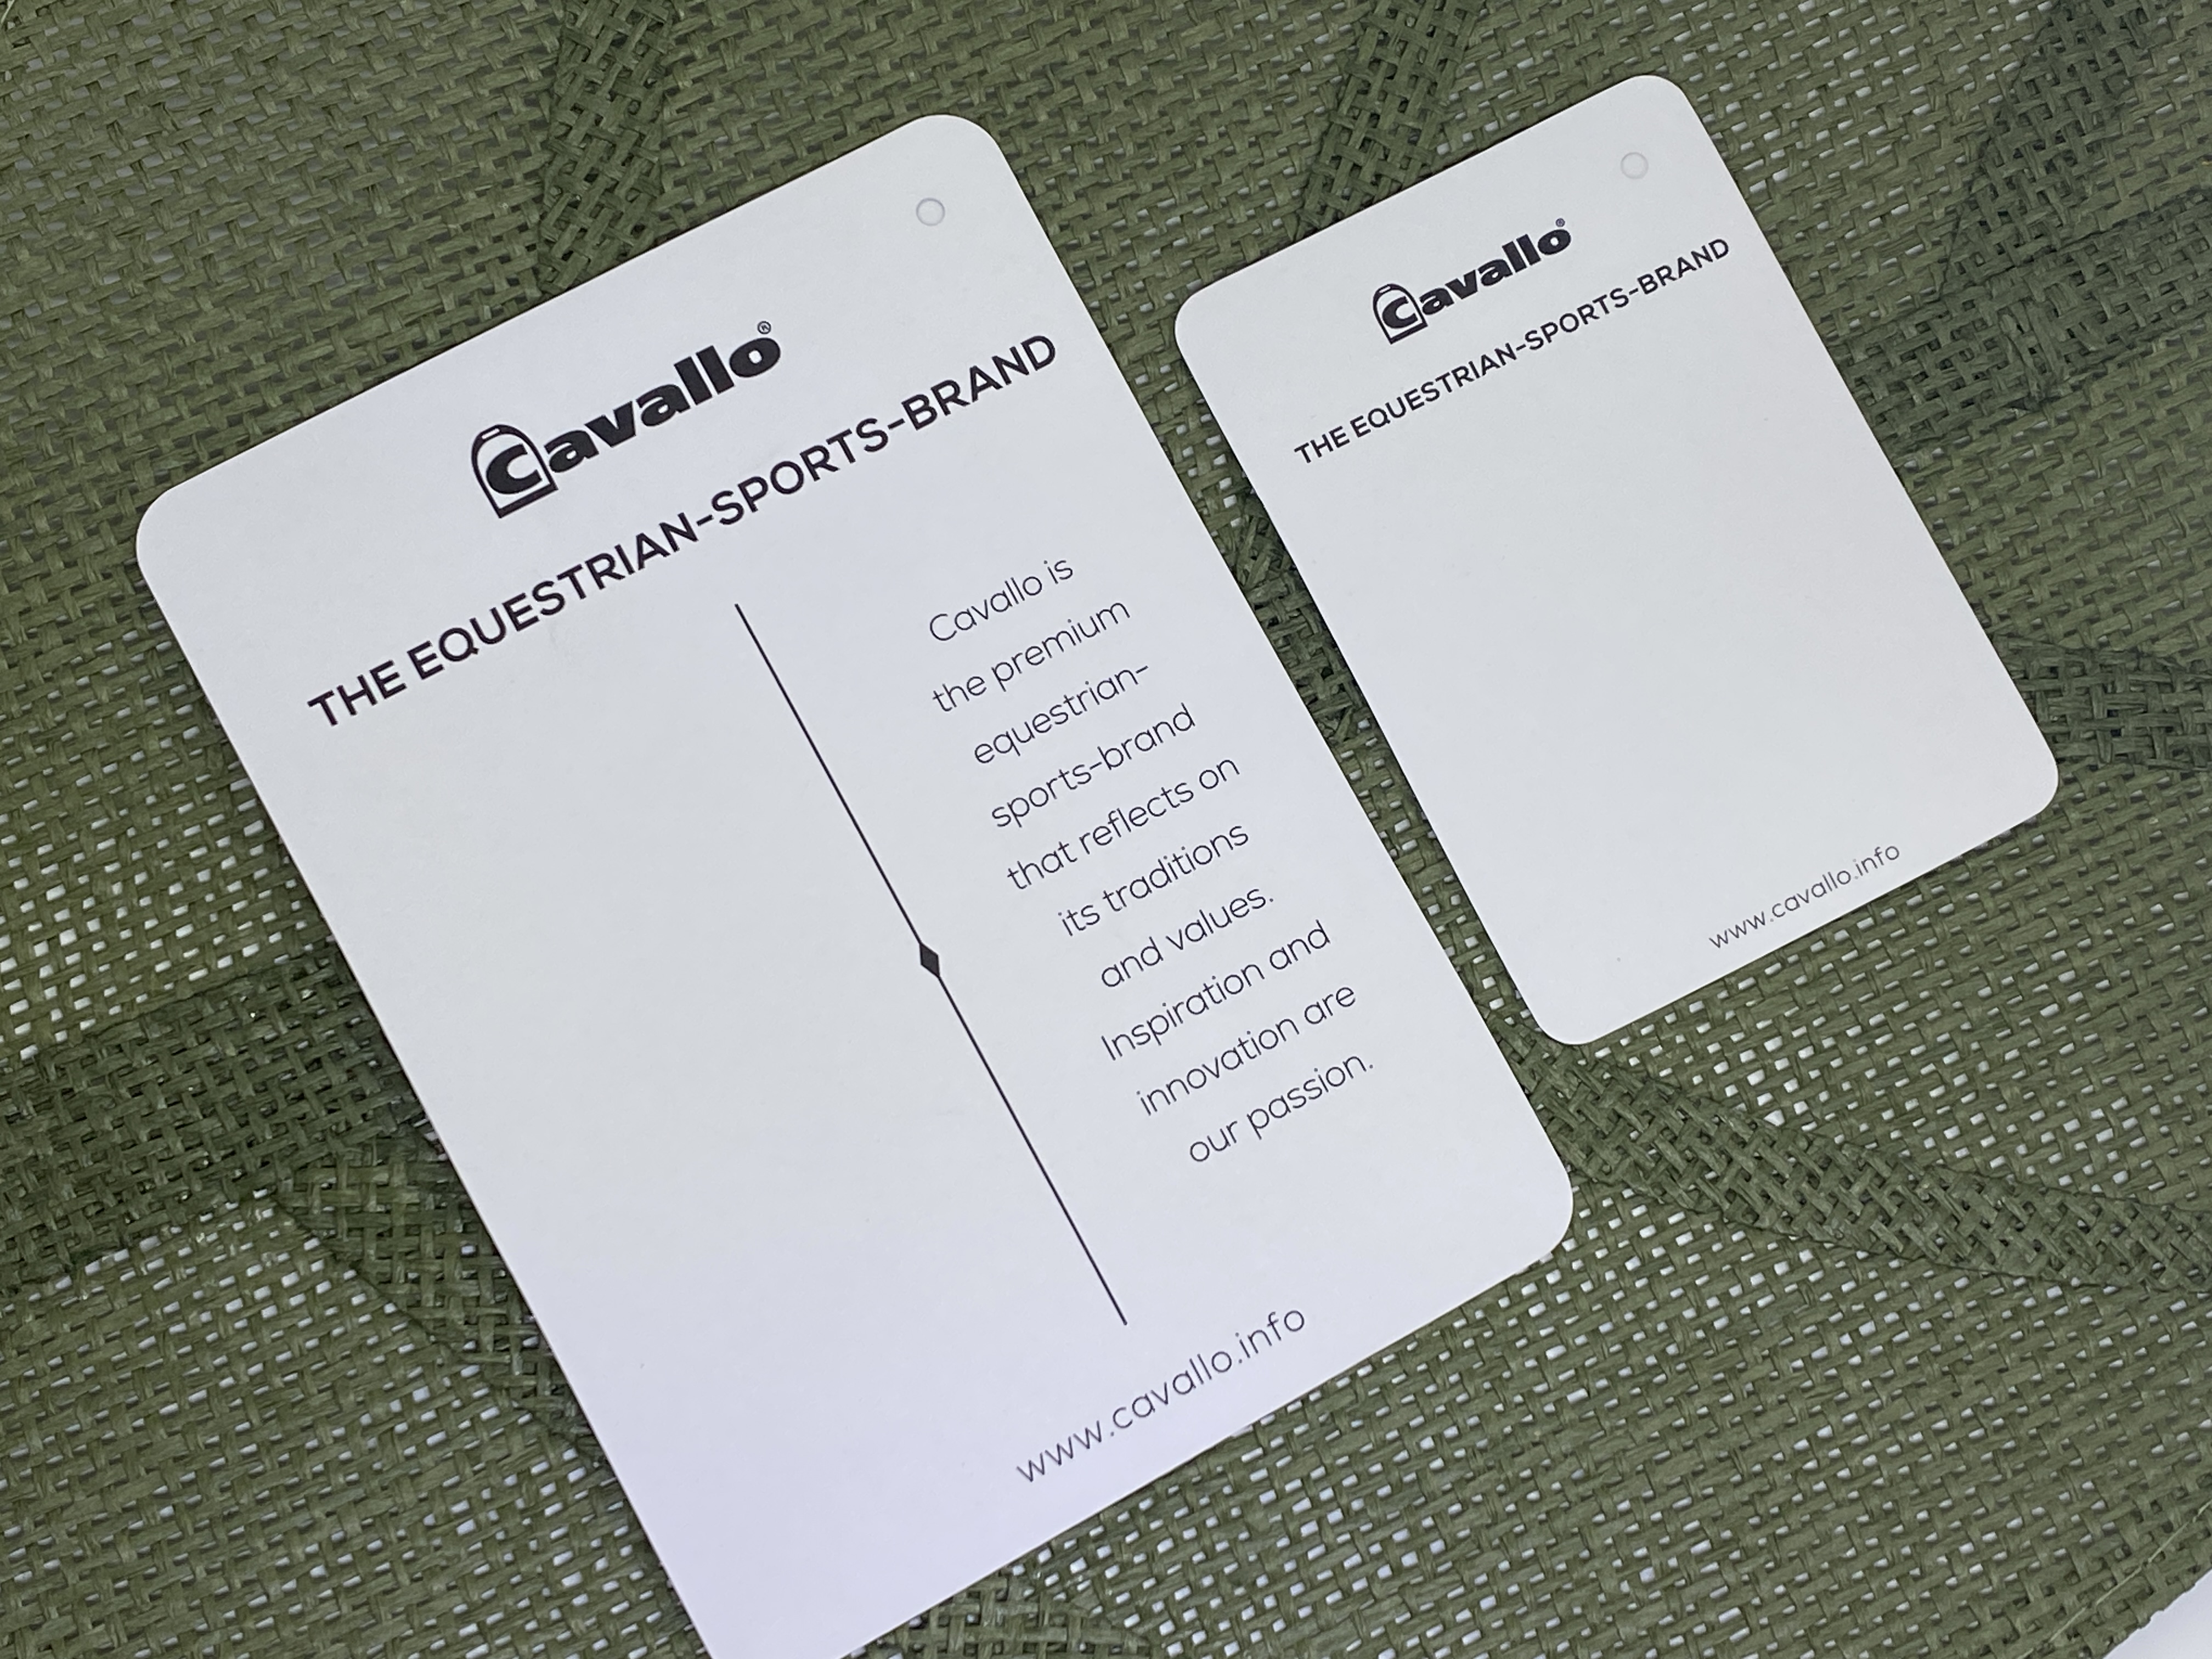 Cavallo®
THE EQUESTRIAN-SPORTS-BRAND
Cavallo is
the premium
equestrian-
sports-brand
that reflects on
its traditions
and values.
Inspiration and
innovation are
our passion.
www.cavallo.info
Cavallo®
THE EQUESTRIAN-SPORTS-BRAND
www.cavallo.info